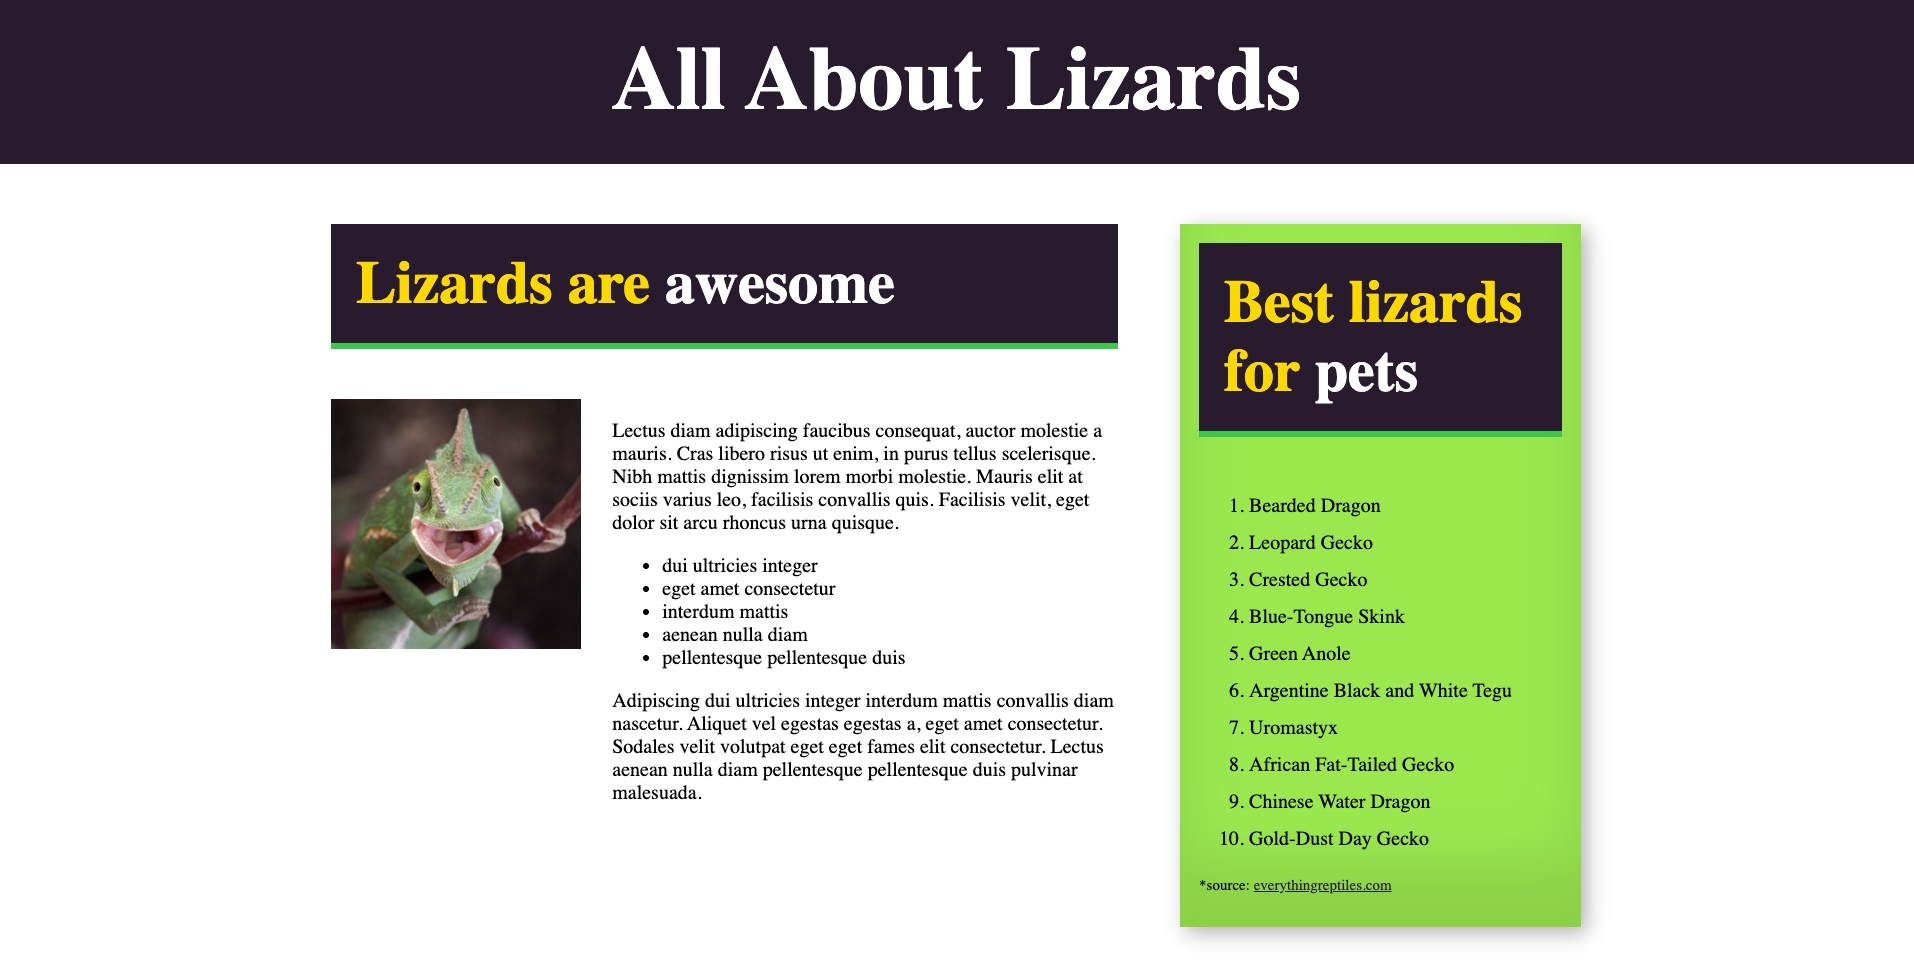 All About Lizards
Lizards are awesome
Lectus diam adipiscing faucibus consequat, auctor molestie a
mauris. Cras libero risus ut enim, in purus tellus scelerisque.
Nibh mattis dignissim lorem morbi molestie. Mauris elit at
sociis varius leo, facilisis convallis quis. Facilisis velit, eget
dolor sit arcu rhoncus urna quisque.
• dui ultricies integer
• eget amet consectetur
• interdum mattis
• aenean nulla diam
• pellentesque pellentesque duis
Adipiscing dui ultricies integer interdum mattis convallis diam
nascetur. Aliquet vel egestas egestas a, eget amet consectetur.
Sodales velit volutpat eget eget fames elit consectetur. Lectus
aenean nulla diam pellentesque pellentesque duis pulvinar
malesuada.
Best lizards
for pets
1. Bearded Dragon
2. Leopard Gecko
3. Crested Gecko
4. Blue-Tongue Skink
5. Green Anole
6. Argentine Black and White Tegu
7. Uromastyx
8. African Fat-Tailed Gecko
9. Chinese Water Dragon
10. Gold-Dust Day Gecko
*source: everythingreptiles.com